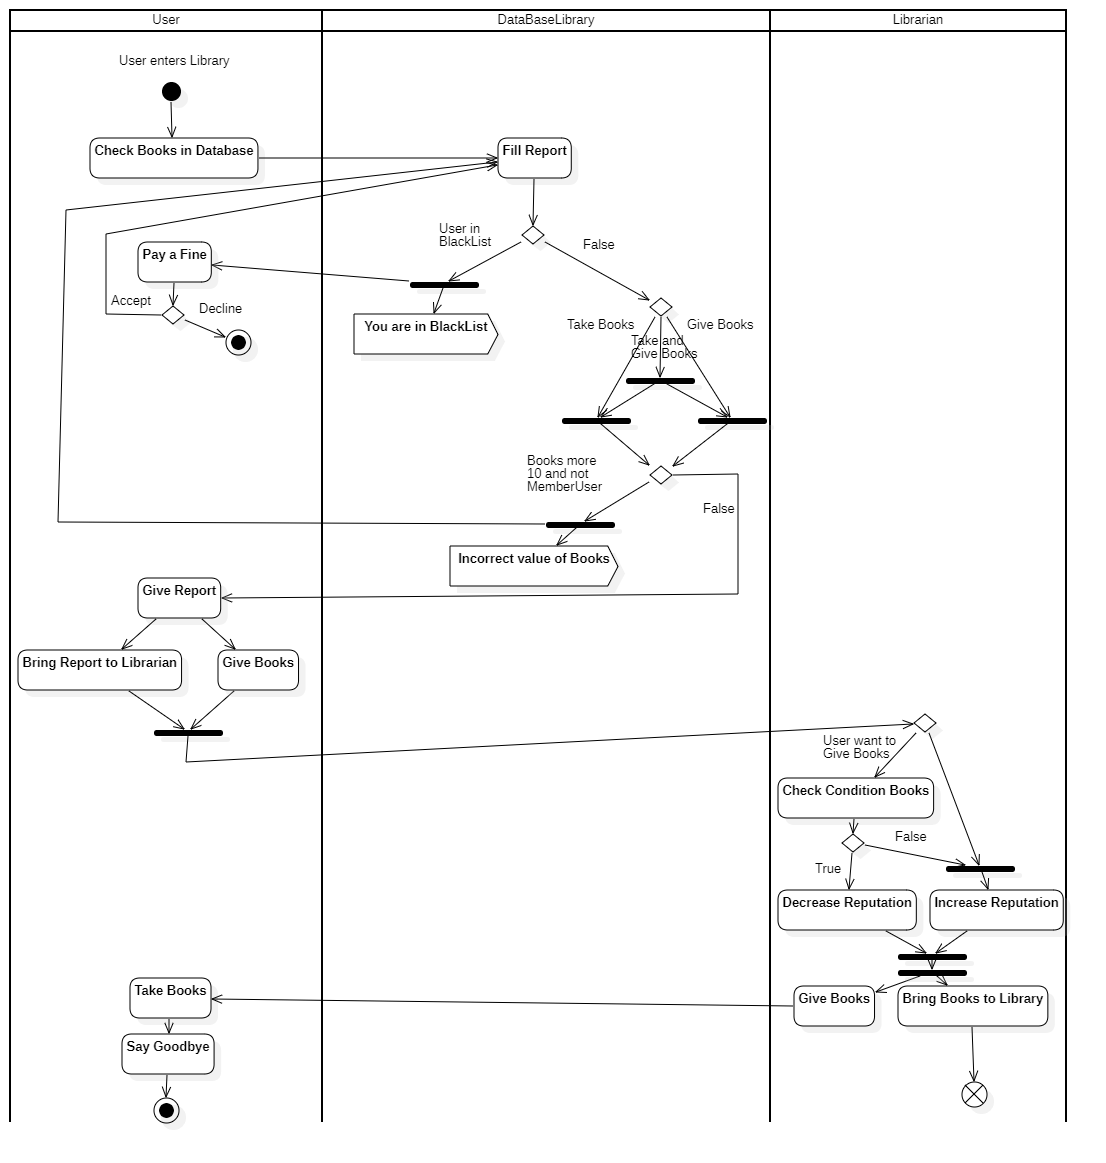 User
DataBaseLibrary
Librarian
User enters Library
Check Books in Database
Fill Report
User in
BlackList
False
Pay a Fine
Accept
Decline
You are in BlackList
Take Books
Give Books
Take and
Give Books
Books more
10 and not
MemberUser
False
Incorrect value of Books
Give Report
Bring Report to Librarian
Give Books
User want to
Give Books
Check Condition Books
False
True
Decrease Reputation
Increase Reputation
Take Books
Give Books
Bring Books to Library
Say Goodbye